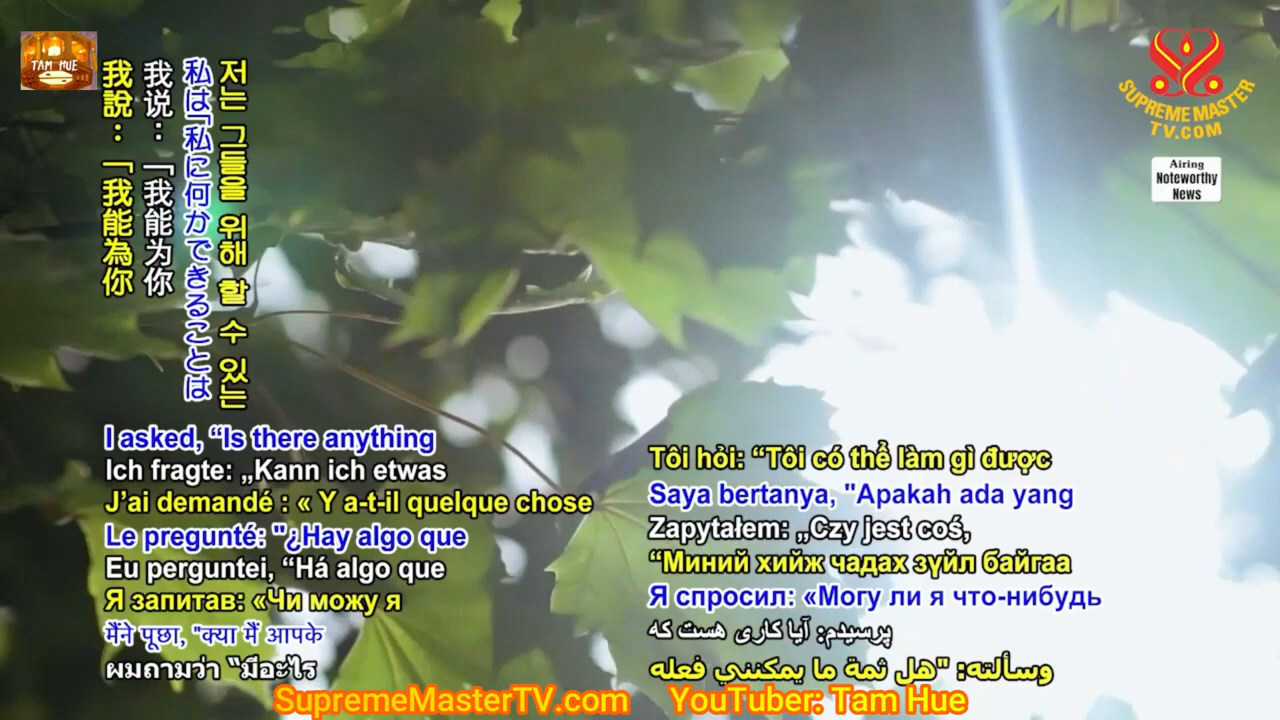 TAM HUE
SUPREME MASTER
TV.COM
Airing
Noteworthy
News
저는 그들을 위해 할 수 있는
私は「私に何かできることは
我说…「我能为你
我說…「我能為你
I asked, “Is there anything
Ich fragte: „Kann ich etwas
J’ai demandé : « Y a-t-il quelque chose
Le pregunté: "¿Hay algo que
Eu perguntei, “Há algo que
Я запитав: «Чи можу я
मैंने पूछा, "क्या मैं आपके
ผมถามว่า “มีอะไร
Tôi hỏi: “Tôi có thể làm gì được
Saya bertanya, "Apakah ada yang
Zapytałem: „Czy jest coś,
“Миний хийж чадах зүйл байгаа
Я спросил: «Могу ли я что-нибудь
پرسیدم: آیا کاری هست که
وسألته: "هل ثمة ما يمكنني فعله
SupremeMasterTV.com YouTuber: Tam Hue